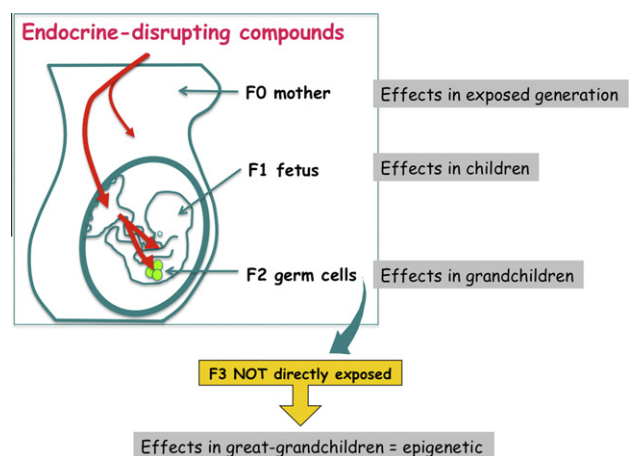 Endocrine-disrupting compounds
F0 mother
Effects in exposed generation
F1 fetus
Effects in children
F2 germ cells
Effects in grandchildren
F3 NOT directly exposed
Effects in great-grandchildren = epigenetic